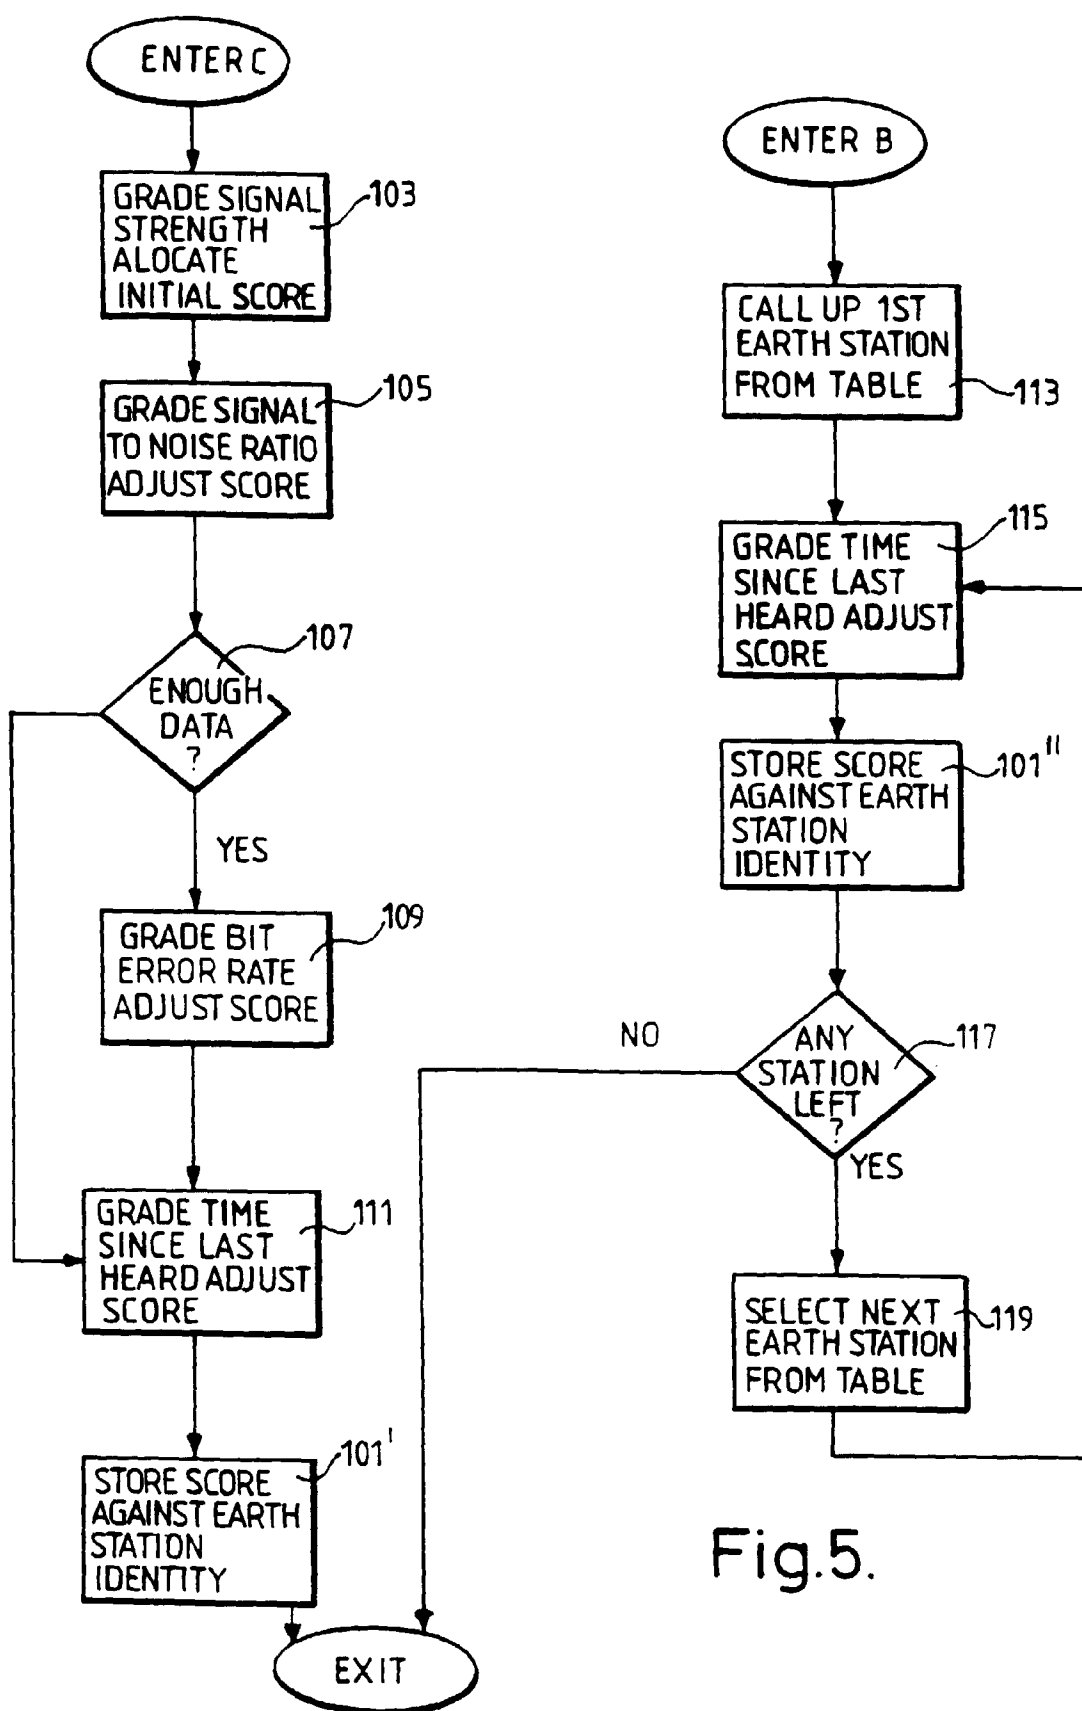 ENTER C
GRADE SIGNAL
STRENGTH
ALOCATE
INITIAL SCORE
103
GRADE SIGNAL
TO NOISE RATIO
ADJUST SCORE
105
ENOUGH
DATA
?
107
YES
GRADE BIT
ERROR RATE
ADJUST SCORE
109
GRADE TIME
SINCE LAST
HEARD ADJUST
SCORE
111
STORE SCORE
AGAINST EARTH
STATION
IDENTITY
101'
EXIT
ENTER B
CALL UP 1ST
EARTH STATION
FROM TABLE
113
GRADE TIME
SINCE LAST
HEARD ADJUST
SCORE
115
STORE SCORE
AGAINST EARTH
STATION
IDENTITY
101"
ANY
STATION
LEFT
?
117
NO
YES
SELECT NEXT
EARTH STATION
FROM TABLE
119
Fig.5.